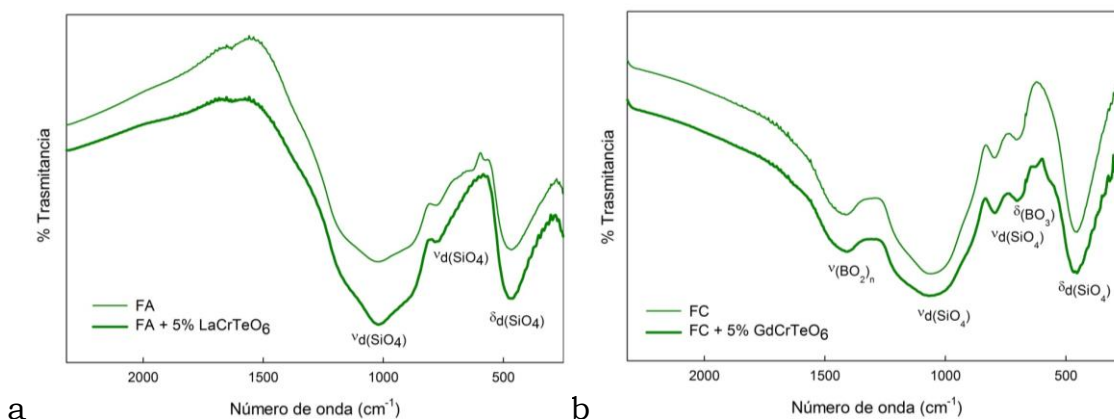 % Trasmitancia
νd(SiO4)
δd(SiO4)
νd(SiO4)
FA
FA + 5% LaCrTeO6
2000 1500 1000 500
Número de onda (cm-1)
a
% Trasmitancia
δ(BO3)
νd(SiO4)
ν(BO2)n
δd(SiO4)
νd(SiO4)
FC
FC + 5% GdCrTeO6
2000 1500 1000 500
Número de onda (cm-1)
b